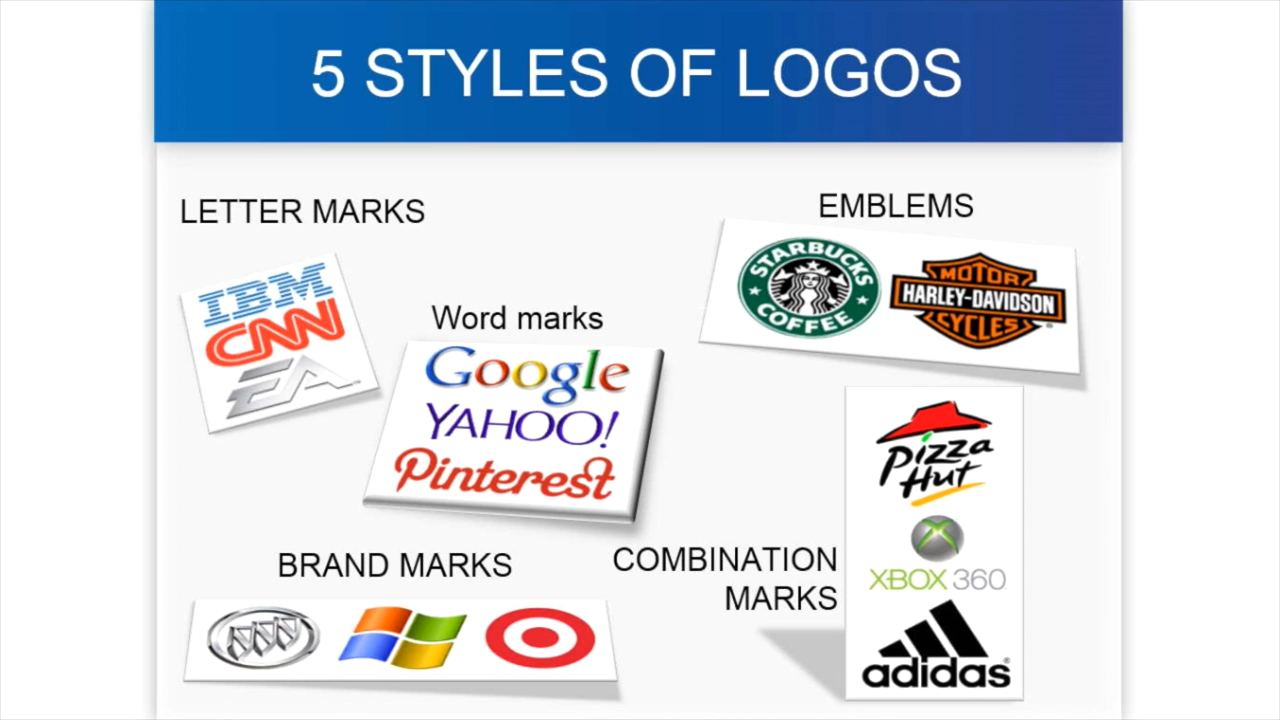 5 STYLES OF LOGOS
LETTER MARKS
IBM
CNN
EA
Word marks
Google
YAHOO!
Pinterest
EMBLEMS
STARBUCKS
COFFEE
MOTOR
HARLEY-DAVIDSON
CYCLES
®
BRAND MARKS
COMBINATION
MARKS
Pizza
Hut
XBOX 360
adidas®